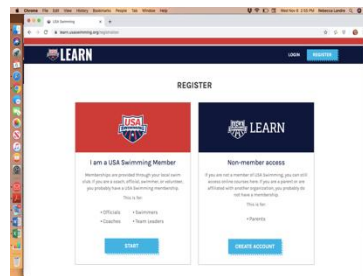 Chrome File Edit View History Bookmarks People Tab Window Help
USA Swimming
learn.usaswimming.org/registration
LEARN
LOGIN
REGISTER
REGISTER
USA
SWIMMING
LEARN
I am a USA Swimming Member
Memberships are provided through your local swim
club. If you are a coach, official, swimmer, or volunteer,
you probably have a USA Swimming membership.
This is for:
• Officials
• Swimmers
• Coaches
• Team Leaders
START
Non-member access
If you are not a member of USA Swimming, you can still
access online courses here. If you are a parent or are
affiliated with another organization, you probably do
not have a membership.
This is for:
• Parents
CREATE ACCOUNT